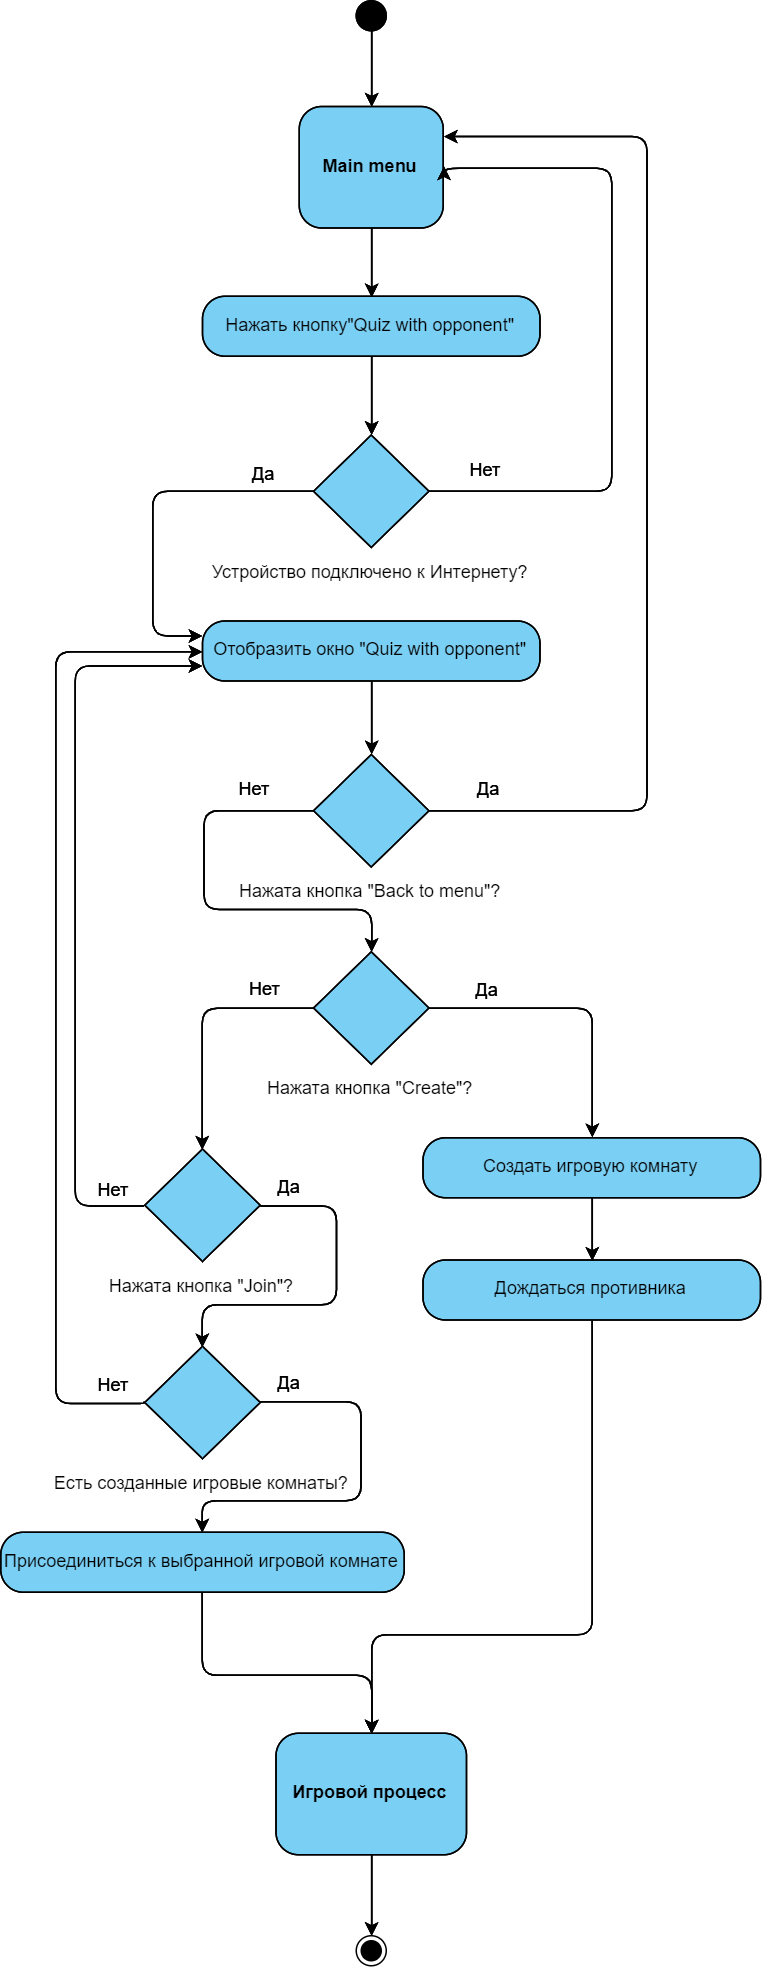 Main menu
Нажать кнопку"Quiz with opponent"
Да
Нет
Устройство подключено к Интернету?
Отобразить окно "Quiz with opponent"
Нет
Да
Нажата кнопка "Back to menu"?
Нет
Да
Нажата кнопка "Create"?
Создать игровую комнату
Нет
Да
Нажата кнопка "Join"?
Дождаться противника
Нет
Да
Есть созданные игровые комнаты?
Присоединиться к выбранной игровой комнате
Игровой процесс